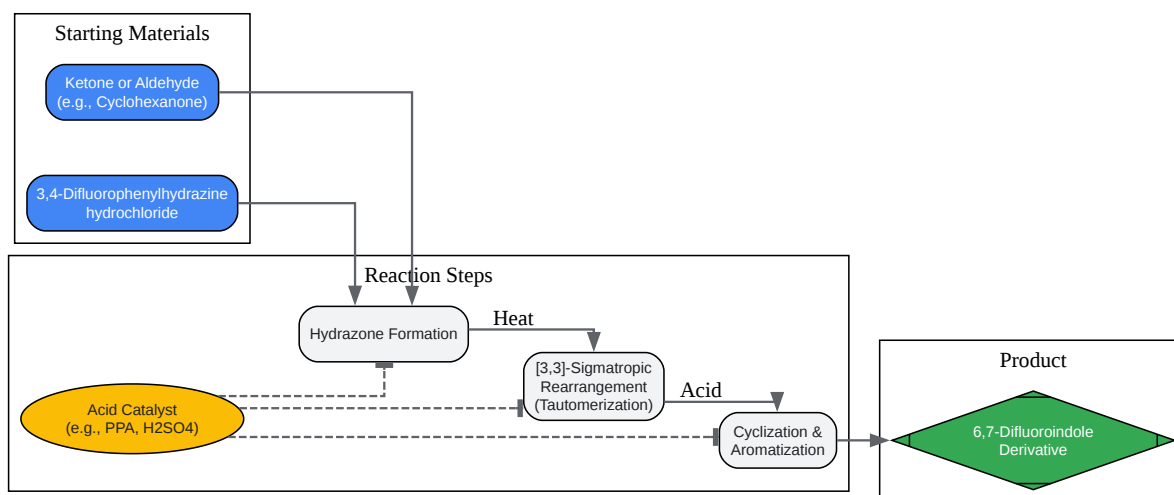 Starting Materials
Ketone or Aldehyde
(e.g., Cyclohexanone)
3,4-Difluorophenylhydrazine
hydrochloride
Reaction Steps
Hydrazone Formation
Heat
[3,3]-Sigmatropic
Rearrangement
(Tautomerization)
Acid
Acid Catalyst
(e.g., PPA, H2SO4)
Cyclization &
Aromatization
Product
6,7-Difluoroindole
Derivative